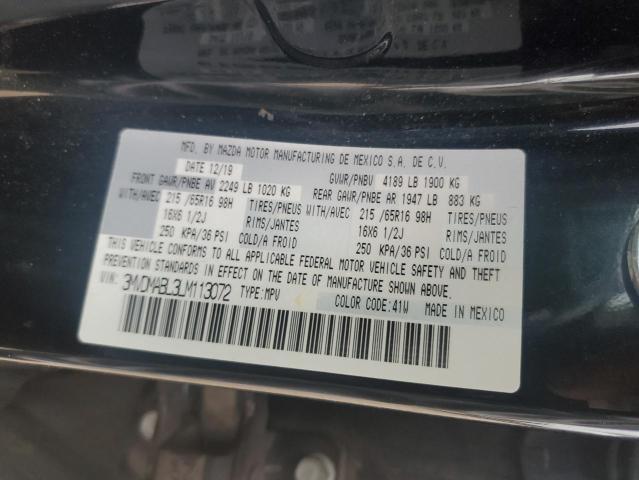 MFD. BY MAZDA MOTOR MANUFACTURING DE MEXICO S.A. DE C.V.
DATE 12/19 GVWR/PNBV 4189 LB 1900 KG
FRONT GAWR/PNBE AV 2249 LB 1020 KG REAR GAWR/PNBE AR 1947 LB 883 KG
WITH/AVEC 215 /65R16 98H TIRES/PNEUS WITH/AVEC 215 /65R16 98H TIRES/PNEUS
16X6 1/2J RIMS/JANTES 16X6 1/2J RIMS/JANTES
250 KPA/36 PSI COLD/A FROID 250 KPA/36 PSI COLD/A FROID
THIS VEHICLE CONFORMS TO ALL APPLICABLE FEDERAL MOTOR VEHICLE SAFETY AND THEFT
PREVENTION STANDARDS IN EFFECT ON THE DATE OF MANUFACTURE SHOWN ABOVE.
3MVDMABL3LM113072 TYPE:MPV COLOR CODE:41W MADE IN MEXICO